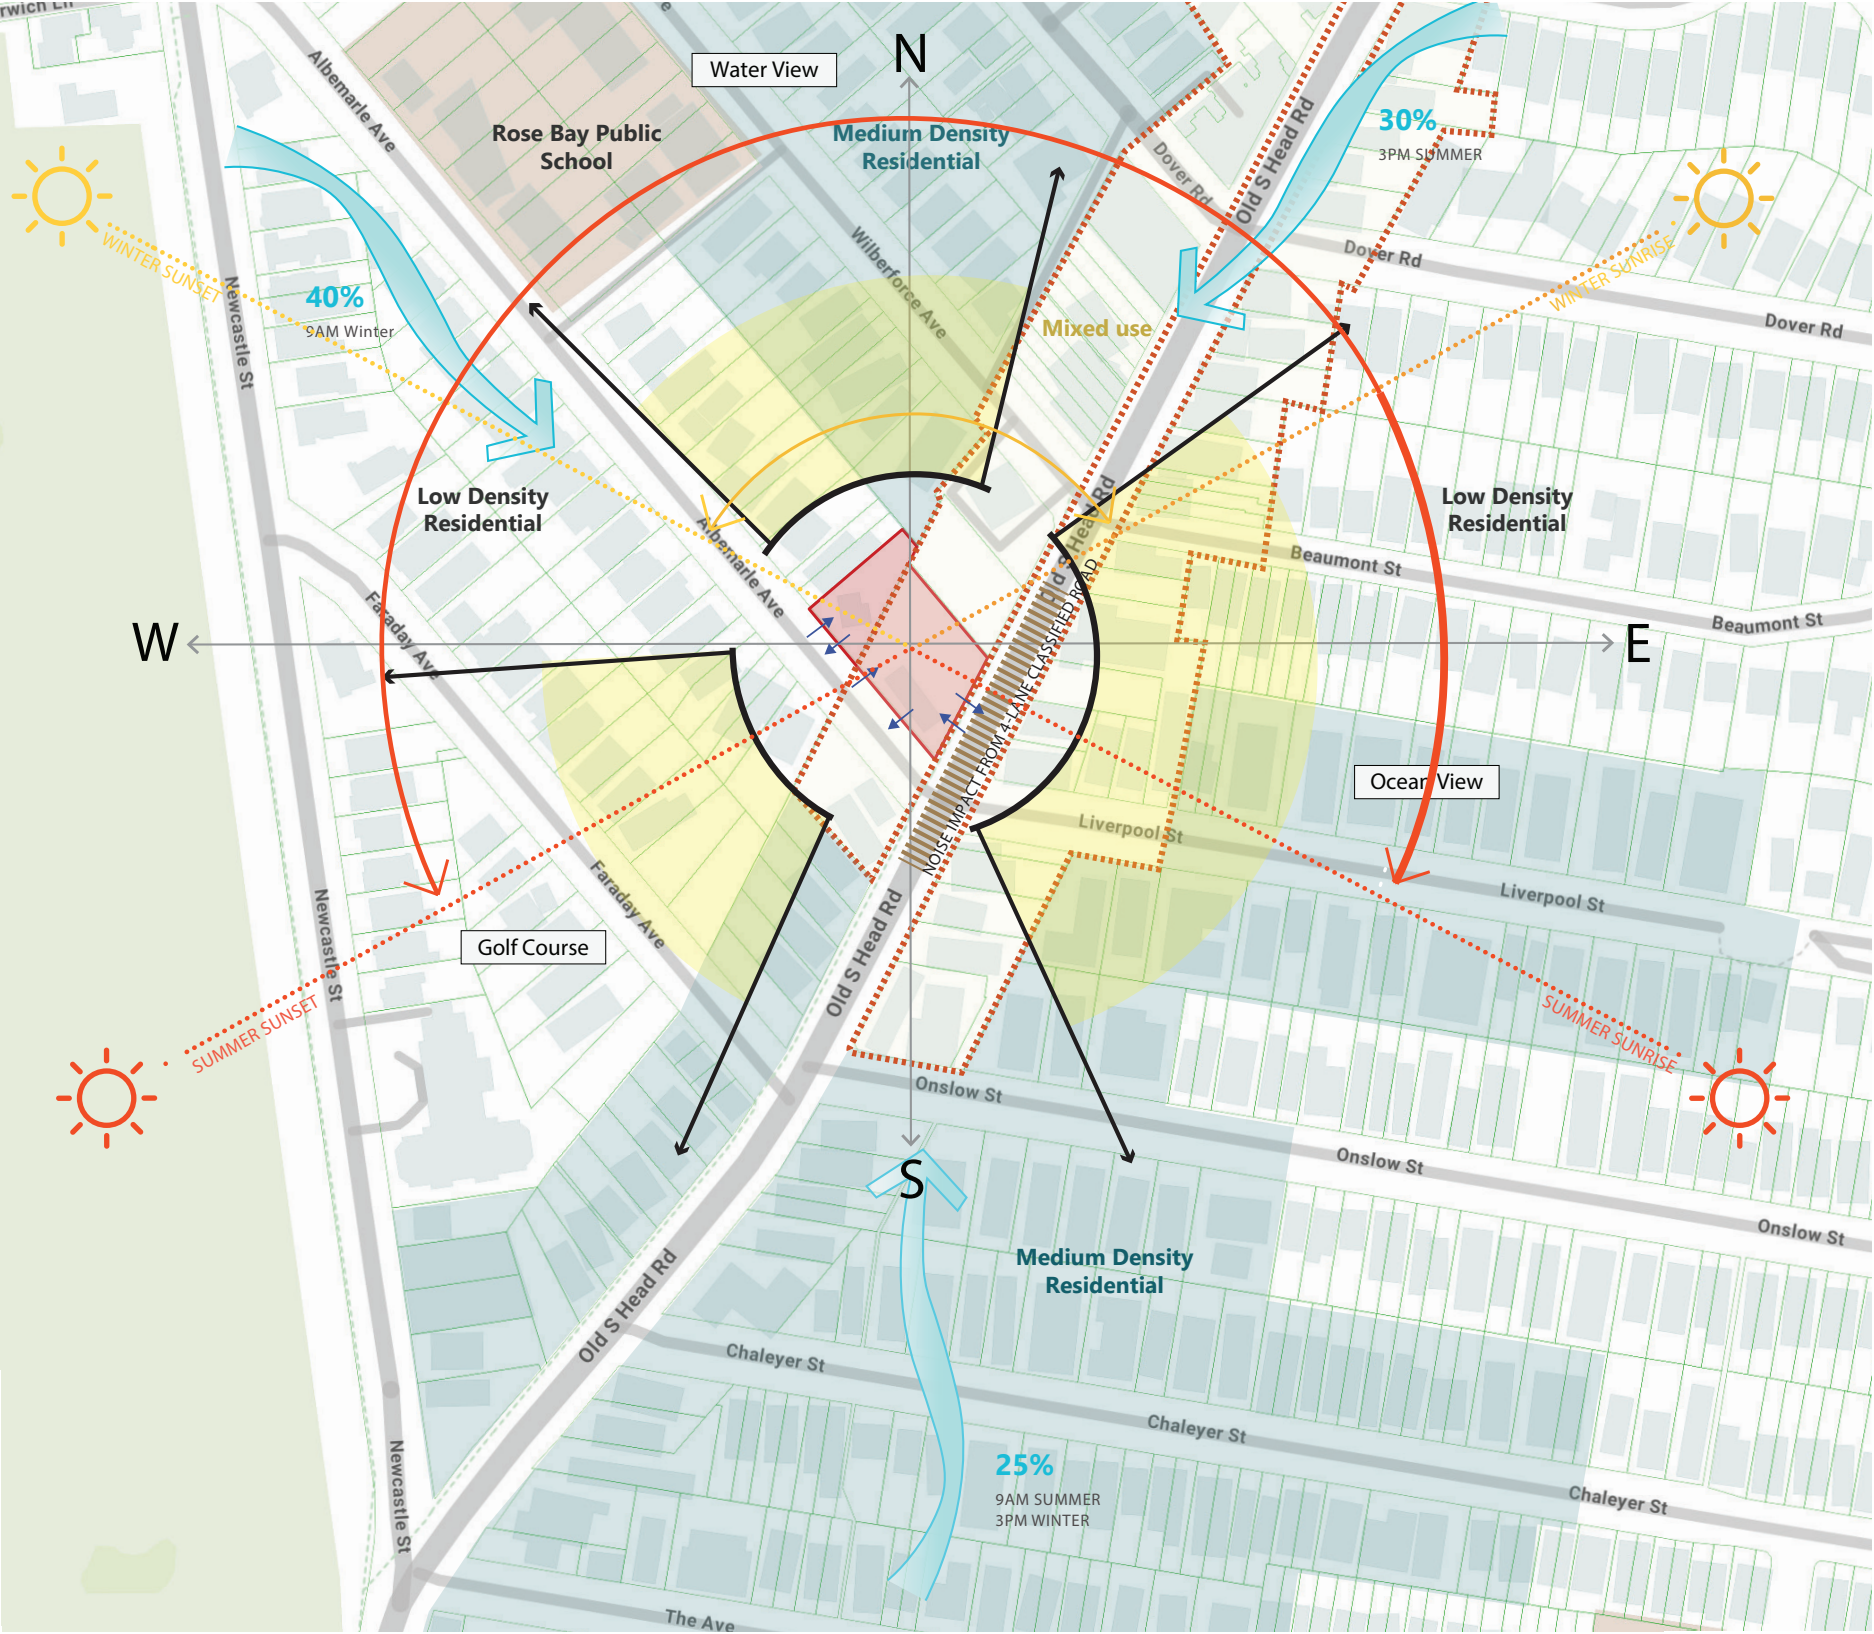 Albemarle Ave
Water View
N
30%
3PM SUMMER
Rose Bay Public
School
Medium Density
Residential
Dover Rd
Old S Head Rd
Dover Rd
WINTER SUNSET
WINTER SUNRISE
Newcastle St
40%
9AM Winter
Wilberforce Ave
Mixed use
Dover Rd
Low Density
Residential
Low Density
Residential
Albemarle Ave
Old S Head Rd
Beaumont St
Faraday Ave
Beaumont St
W
E
NOISE IMPACT FROM 4-LANE CLASSIFIED ROAD
Ocean View
Liverpool St
Liverpool St
Faraday Ave
Newcastle St
Golf Course
Old S Head Rd
SUMMER SUNSET
SUMMER SUNRISE
Onslow St
S
Onslow St
Onslow St
Medium Density
Residential
Old S Head Rd
Chaleyer St
Chaleyer St
25%
9AM SUMMER
3PM WINTER
Chaleyer St
Newcastle St
The Ave